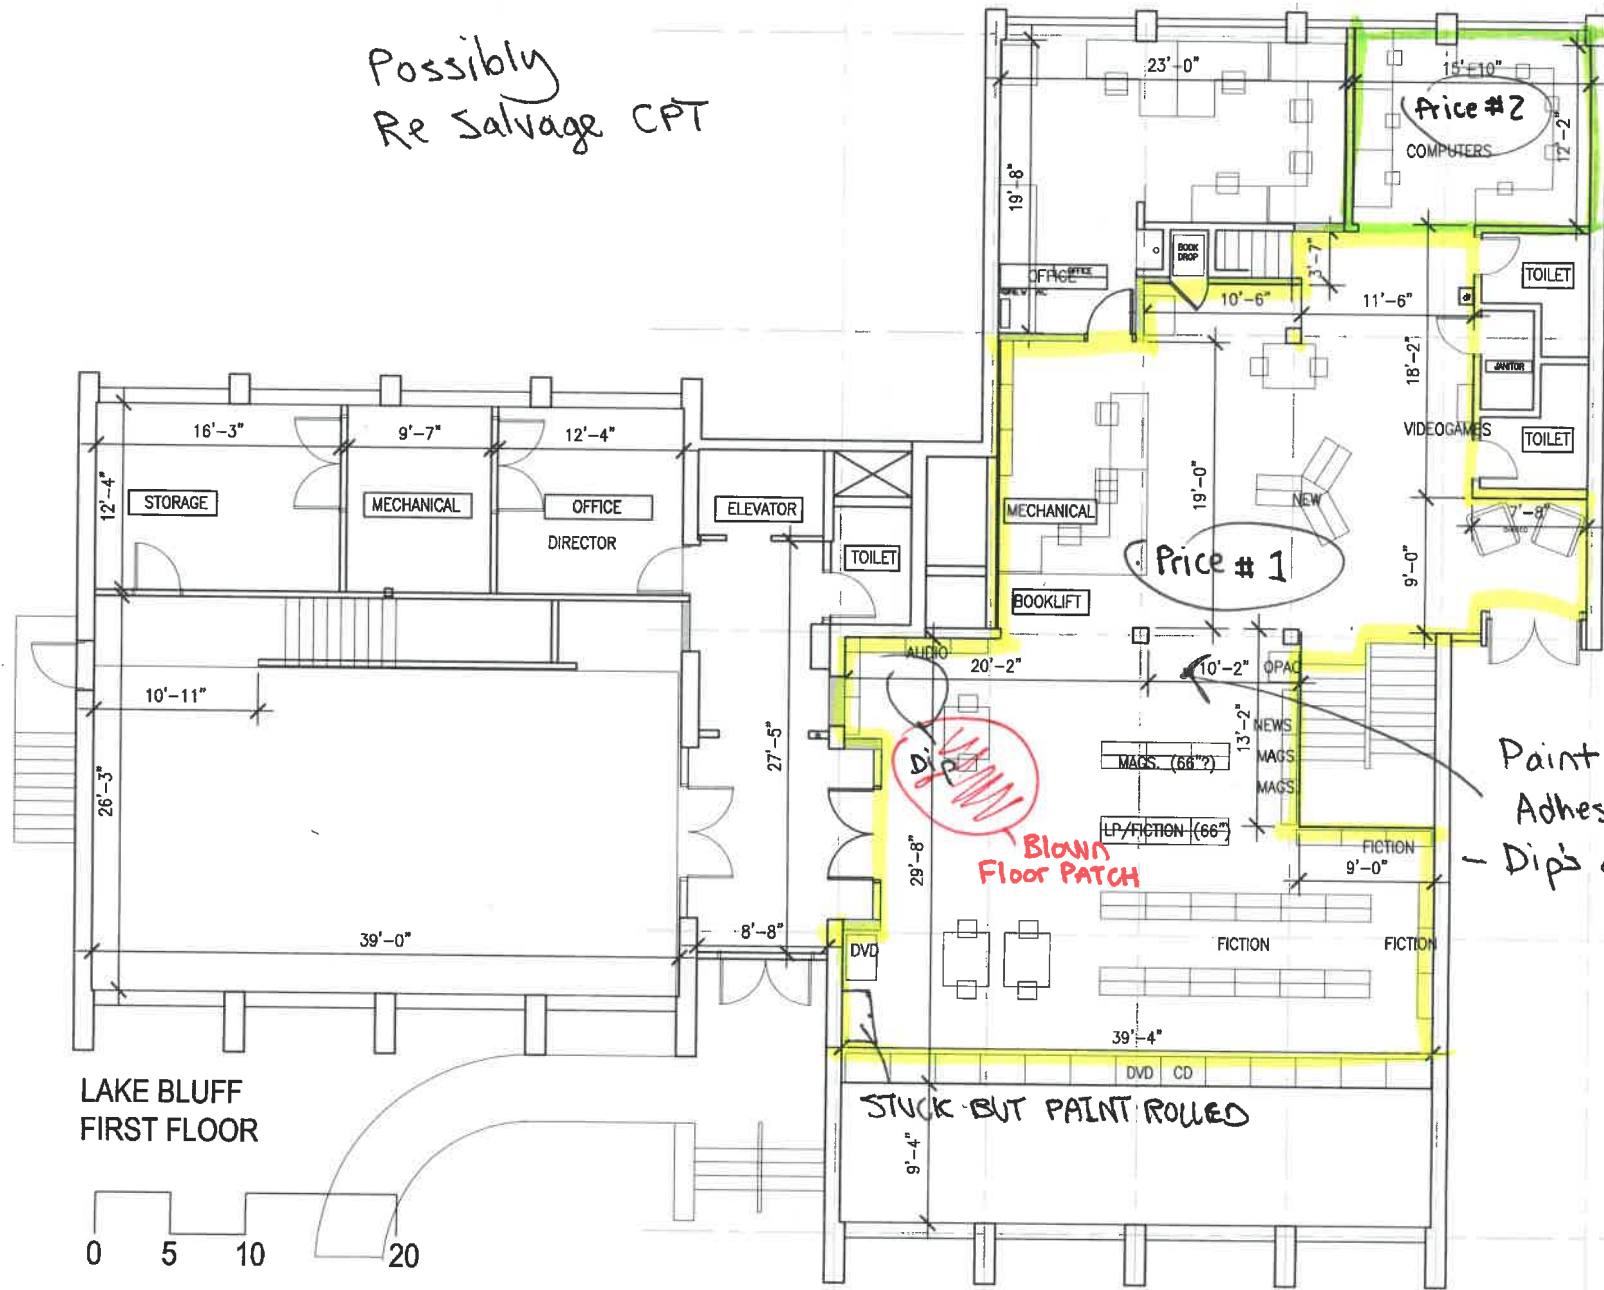 Possibly
Re Salvage CPT
23'-0"
15'-10"
Price #2
COMPUTERS
12'-2"
19'-8"
BOOK
DROP
3'-7"
OFFICE
OFFICE
10'-6"
11'-6"
TOILET
JANITOR
18'-2"
VIDEOGAMES
TOILET
16'-3"
9'-7"
12'-4"
12'-4"
STORAGE
MECHANICAL
OFFICE
DIRECTOR
ELEVATOR
TOILET
MECHANICAL
19'-0"
NEW
7'-8"
Price # 1
9'-0"
BOOKLIFT
AUDIO
20'-2"
10'-2"
OPAC
10'-11"
NEWS
13'-2"
MAGS
MAGS
26'-3"
27'-5"
Dip
MAGS. (66"?)
Paint
Adhes
- Dip's
LP/FICTION (66")
Blown
Floor PATCH
29'-8"
FICTION
9'-0"
39'-0"
8'-8"
DVD
FICTION
FICTION
39'-4"
DVD CD
STUCK BUT PAINT ROLLED
9'-4"
LAKE BLUFF
FIRST FLOOR
0 5 10 20